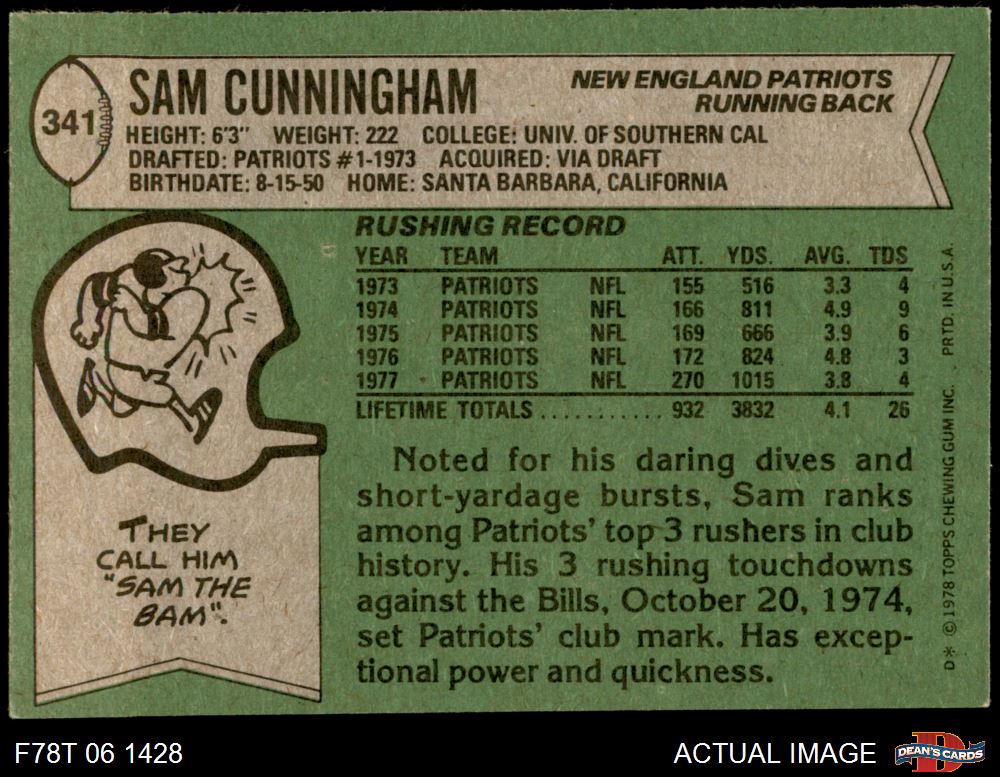 341
SAM CUNNINGHAM
NEW ENGLAND PATRIOTS
RUNNING BACK
HEIGHT: 6'3" WEIGHT: 222 COLLEGE: UNIV. OF SOUTHERN CAL
DRAFTED: PATRIOTS #1-1973 ACQUIRED: VIA DRAFT
BIRTHDATE: 8-15-50 HOME: SANTA BARBARA, CALIFORNIA
RUSHING RECORD
YEAR TEAM ATT. YDS. AVG. TDS
1973 PATRIOTS NFL 155 516 3.3 4
1974 PATRIOTS NFL 166 811 4.9 9
1975 PATRIOTS NFL 169 666 3.9 6
1976 PATRIOTS NFL 172 824 4.8 3
1977 PATRIOTS NFL 270 1015 3.8 4
LIFETIME TOTALS ........... 932 3832 4.1 26
Noted for his daring dives and
short-yardage bursts, Sam ranks
among Patriots' top 3 rushers in club
history. His 3 rushing touchdowns
against the Bills, October 20, 1974,
set Patriots' club mark. Has excep-
tional power and quickness.
THEY
CALL HIM
"SAM THE
BAM".
D* © 1978 TOPPS CHEWING GUM INC. PRTD. IN U.S.A.
F78T 06 1428
ACTUAL IMAGE
D
DEAN'S CARDS